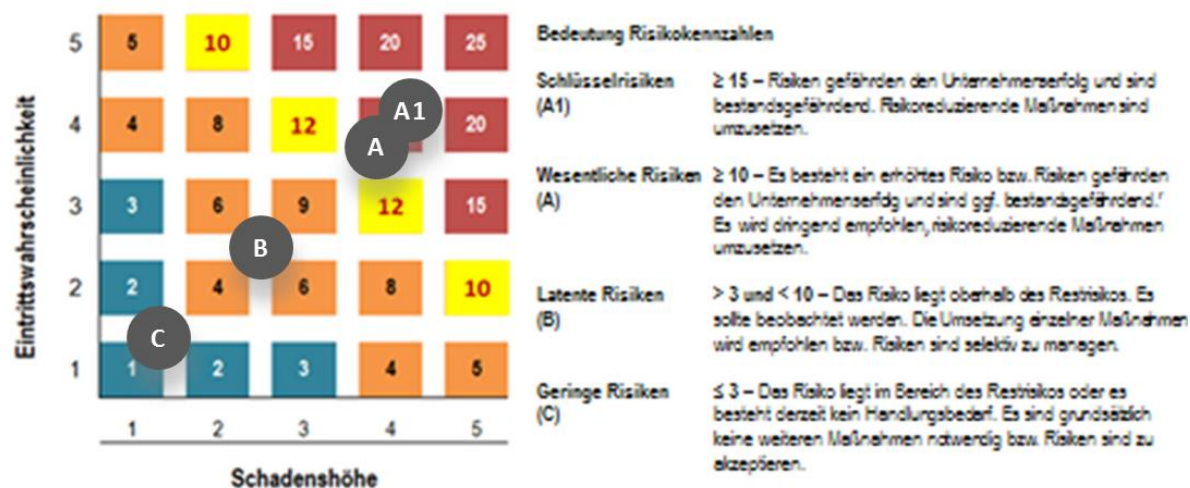 5 5 10 15 20 25
4 4 8 12 A1 20
A
3 3 6 9 12 15
B
2 2 4 6 8 10
C
1 1 2 3 4 5
1 2 3 4 5
Eintrittswahrscheinlichkeit
Schadenshöhe
Bedeutung Risikokennzahlen
Schlüsselrisiken
(A1)
≥ 15 – Risiken gefährden den Unternehmenserfolg und sind
bestandsgefährdend. Risikoreduzierende Maßnahmen sind
umzusetzen.
Wesentliche Risiken
(A)
≥ 10 – Es besteht ein erhöhtes Risiko bzw. Risiken gefährden
den Unternehmenserfolg und sind ggf. bestandsgefährdend.'
Es wird dringend empfohlen, risikoreduzierende Maßnahmen
umzusetzen.
Latente Risiken
(B)
> 3 und < 10 – Das Risiko liegt oberhalb des Restrisikos. Es
sollte beobachtet werden. Die Umsetzung einzelner Maßnahmen
wird empfohlen bzw. Risiken sind selektiv zu managen.
Geringe Risiken
(C)
≤ 3 – Das Risiko liegt im Bereich des Restrisikos oder es
besteht derzeit kein Handlungsbedarf. Es sind grundsätzlich
keine weiteren Maßnahmen notwendig bzw. Risiken sind zu
akzeptieren.